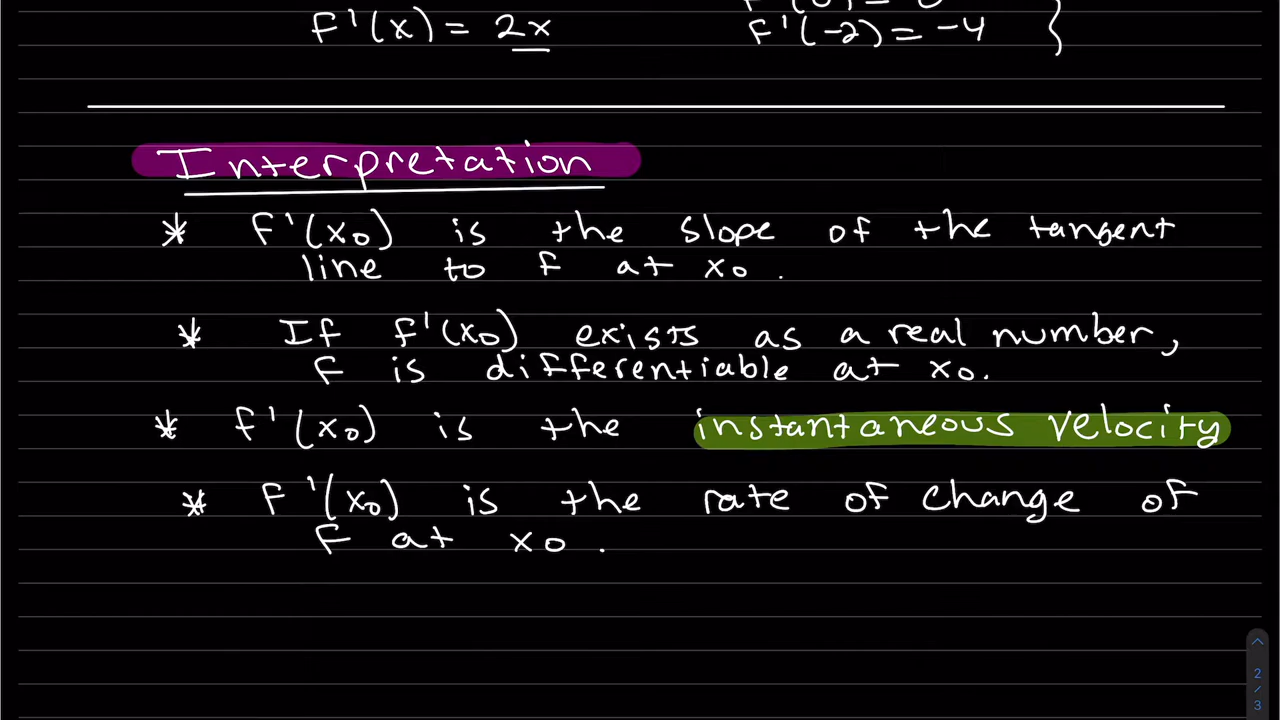 f'(x) = 2x
f'(-2) = -4 }
Interpretation
* f'(x0) is the slope of the tangent
line to f at x0.
* If f'(x0) exists as a real number,
f is differentiable at x0.
* f'(x0) is the instantaneous velocity
* f'(x0) is the rate of change of
f at x0.
2
/
3